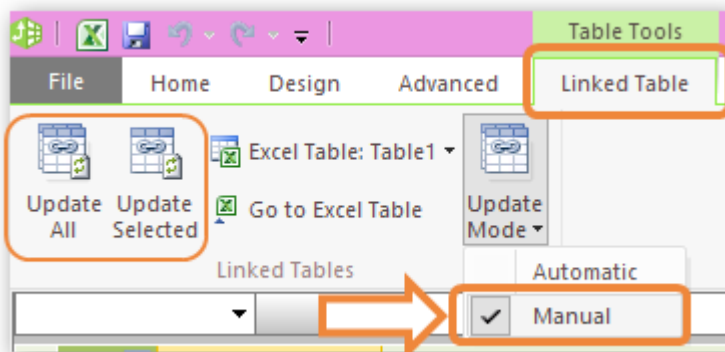 Table Tools
File Home Design Advanced Linked Table
Update All
Update Selected
Excel Table: Table1
Go to Excel Table
Update Mode
Linked Tables
Automatic
Manual